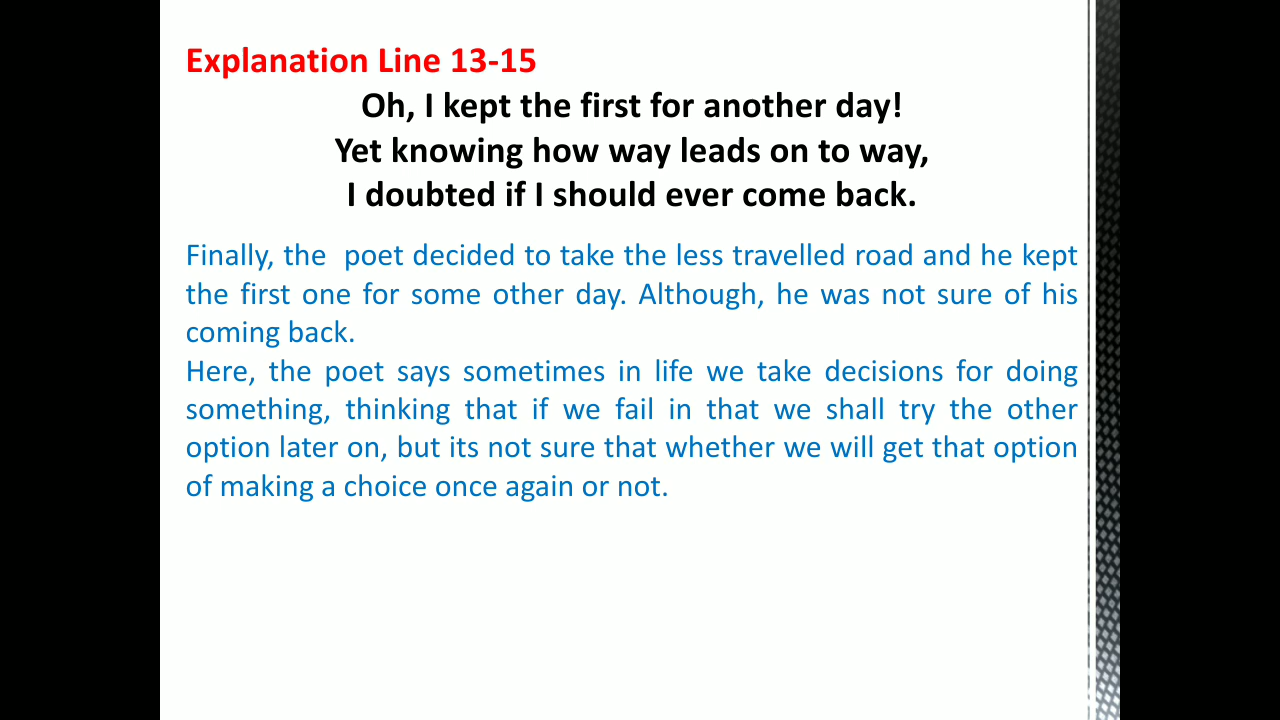 Explanation Line 13-15
Oh, I kept the first for another day!
Yet knowing how way leads on to way,
I doubted if I should ever come back.
Finally, the  poet decided to take the less travelled road and he kept
the first one for some other day. Although, he was not sure of his
coming back.
Here, the poet says sometimes in life we take decisions for doing
something, thinking that if we fail in that we shall try the other
option later on, but its not sure that whether we will get that option
of making a choice once again or not.